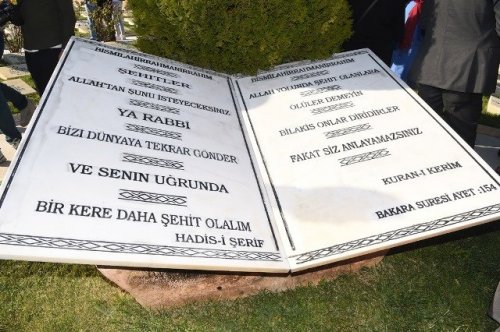 BİSMİLAHİRRAHMANİRRAHİM
ŞEHİTLER
ALLAH'TAN ŞUNU İSTEYECEKSİNİZ
YA RABBİ
BİZİ DÜNYAYA TEKRAR GÖNDER
VE SENİN UĞRUNDA
BİR KERE DAHA ŞEHİT OLALIM
HADİS-İ ŞERİF
BİSMİLAHİRRAHMANİRRAHİM
ALLAH YOLUNDA ŞEHİT OLANLARA
ÖLÜLER DEMEYİN
BİLAKİS ONLAR DİRİDİRLER
FAKAT SİZ ANLAYAMAZSINIZ
KURAN-I KERİM
BAKARA SURESİ AYET :154